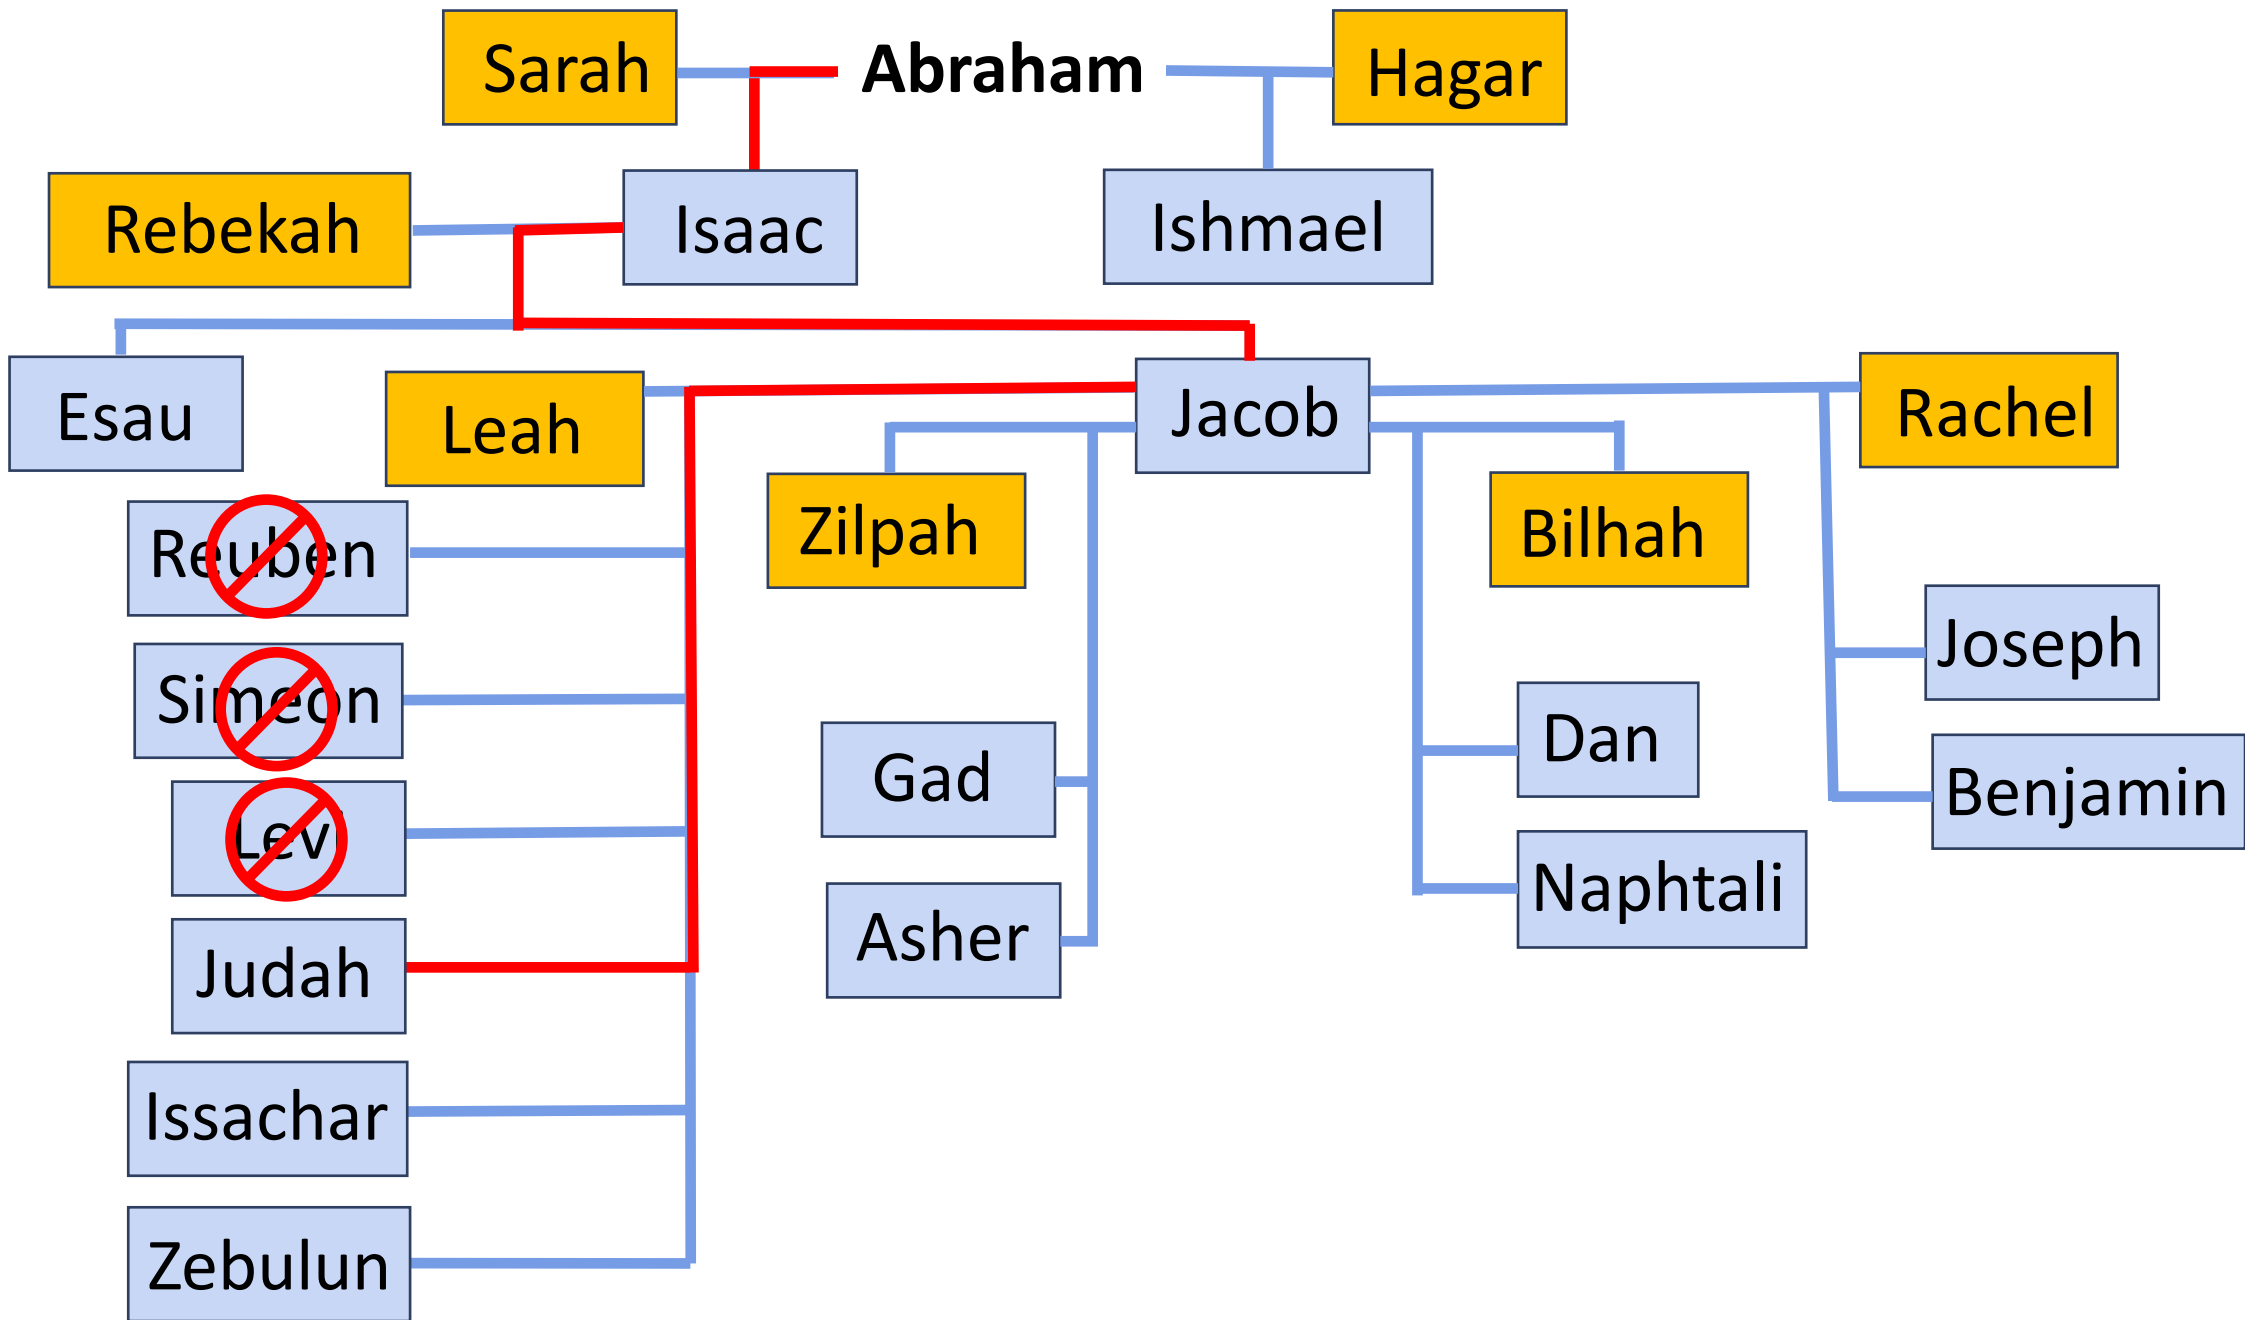 Sarah
Abraham
Hagar
Rebekah
Isaac
Ishmael
Esau
Leah
Jacob
Rachel
Zilpah
Bilhah
Reuben
Simeon
Levi
Judah
Issachar
Zebulun
Gad
Asher
Dan
Naphtali
Joseph
Benjamin